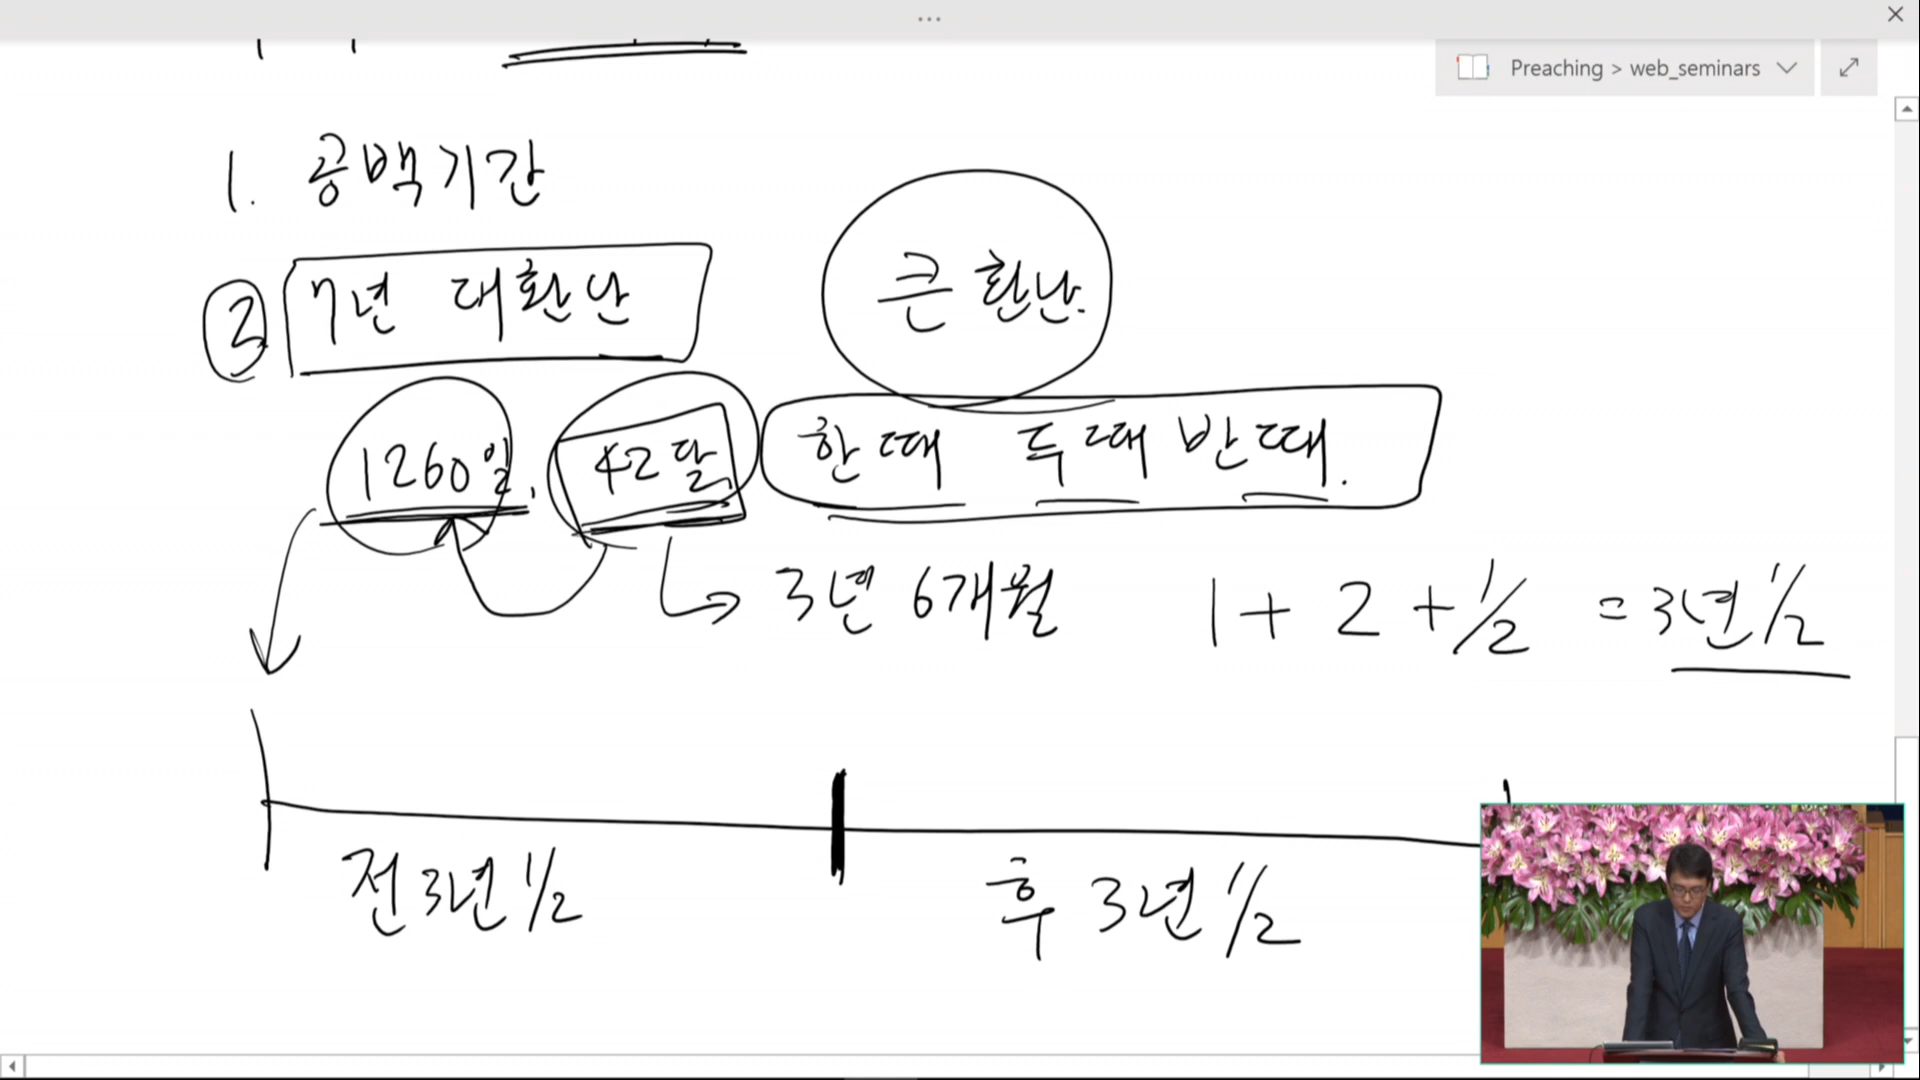 ...
Preaching > web_seminars
1. 공백기간
② 7년 대환난 큰 환난.
1260일, 42달, 한때 두때 반때.
3년 6개월 1 + 2 + 1/2 = 3년 1/2
전3년 1/2 후 3년 1/2